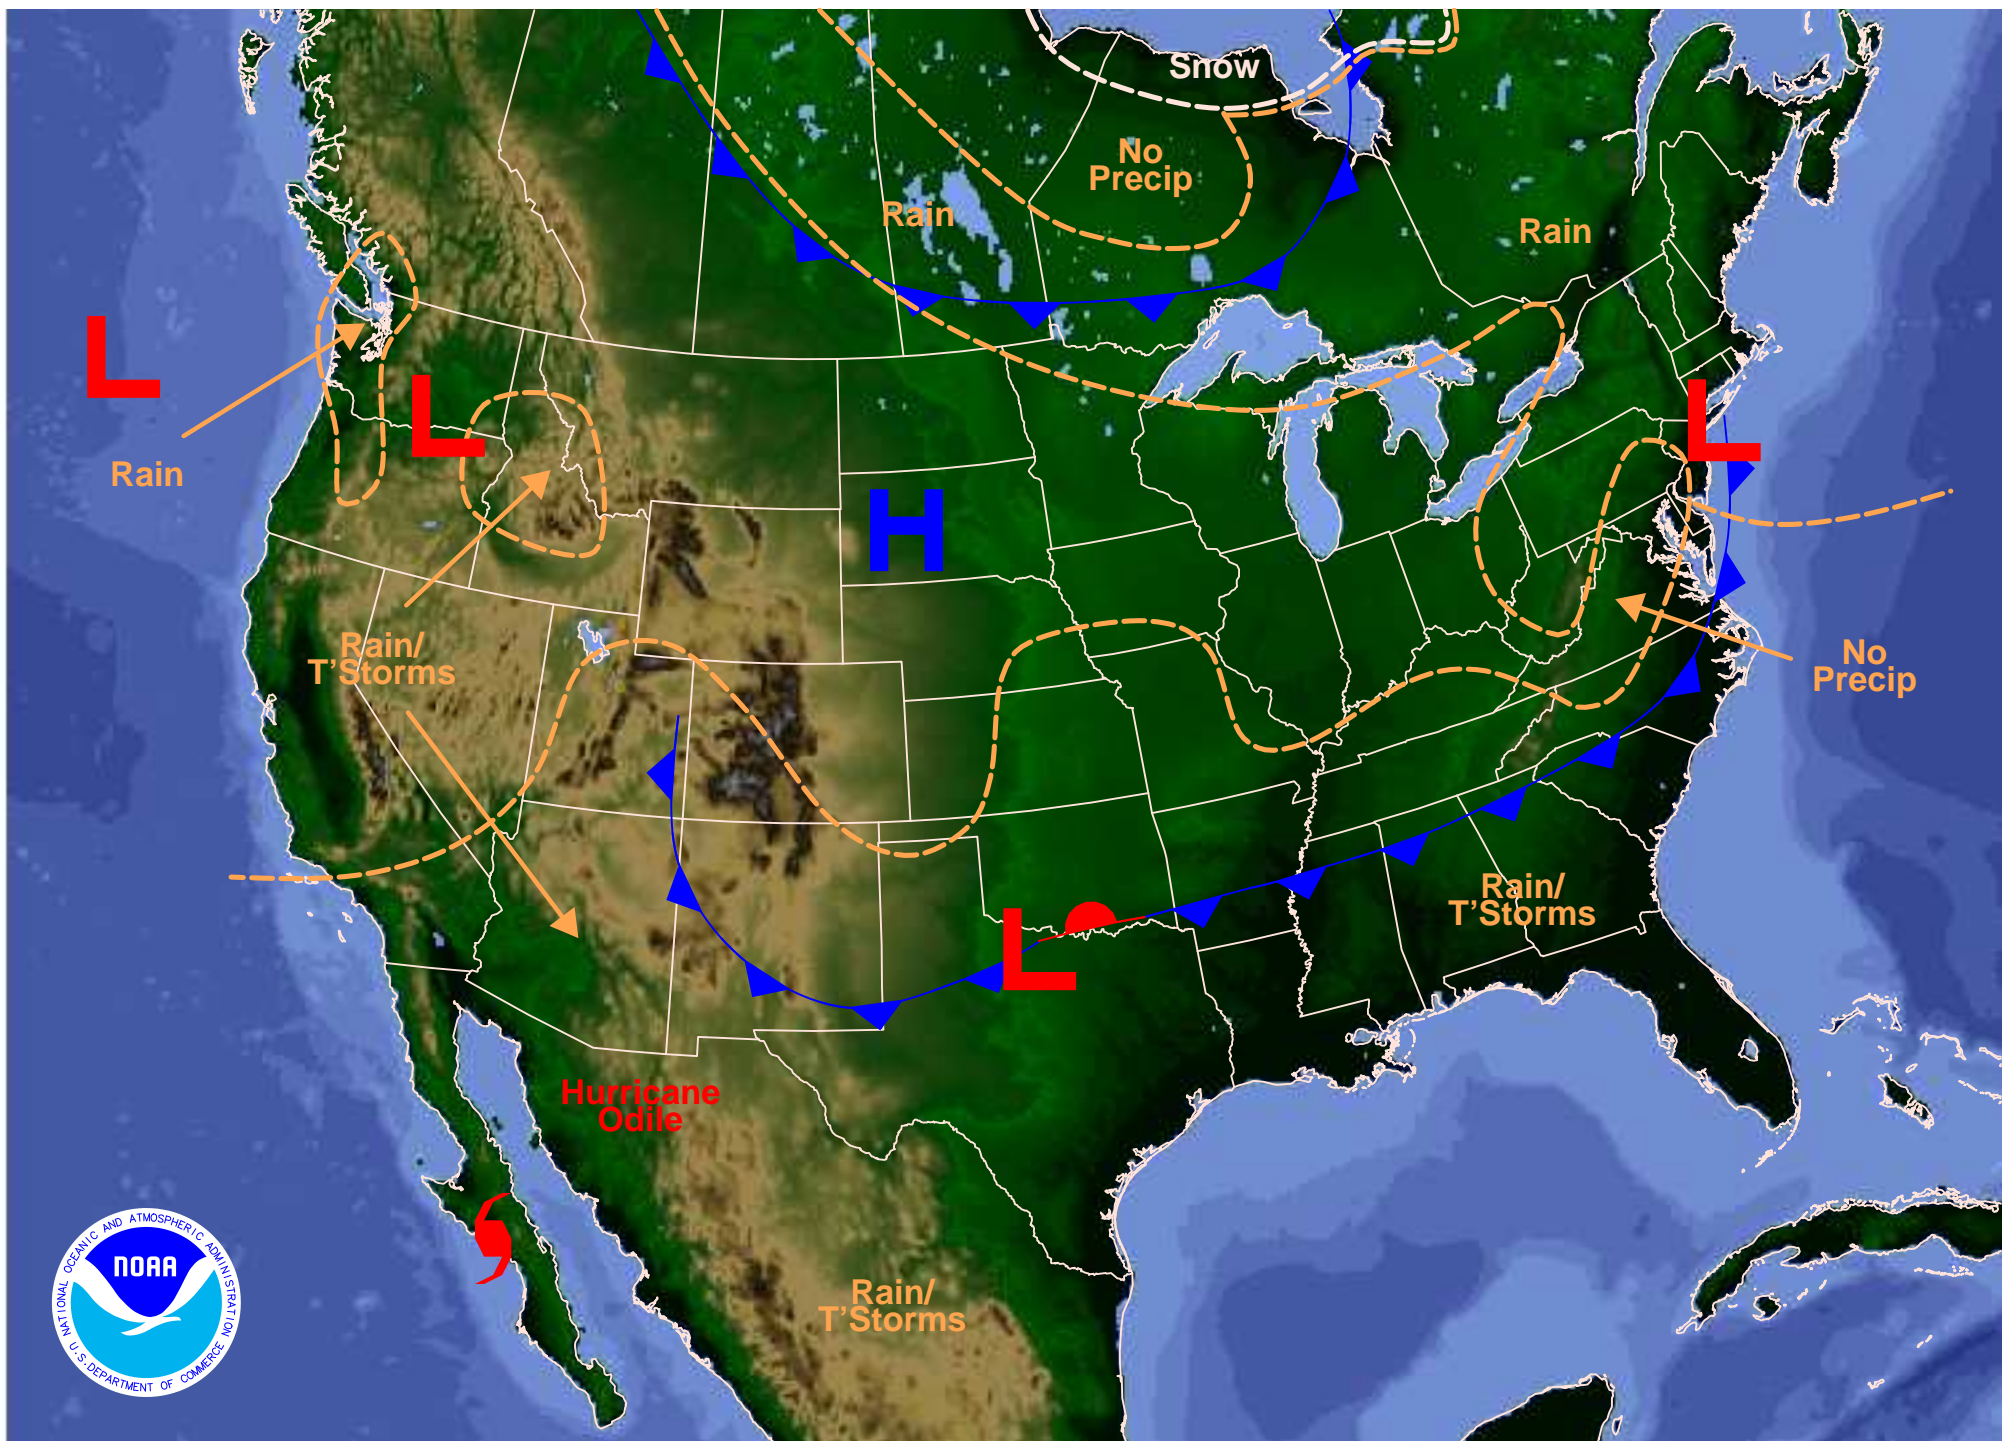 Snow
No
Precip
Rain
Rain
L
L
L
Rain
H
Rain/
T'Storms
No
Precip
Rain/
T'Storms
L
Hurricane
Odile
Rain/
T'Storms
NATIONAL OCEANIC AND ATMOSPHERIC ADMINISTRATION
NOAA
U.S. DEPARTMENT OF COMMERCE